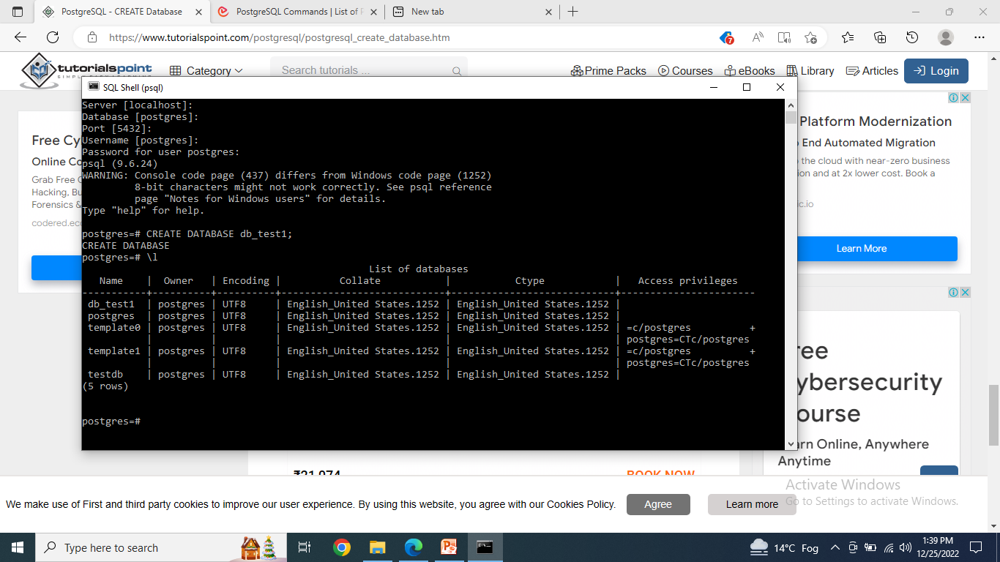 PostgreSQL - CREATE Database
PostgreSQL Commands | List of
New tab
https://www.tutorialspoint.com/postgresql/postgresql_create_database.htm
7
tutorialspoint
Category
Search tutorials ...
Prime Packs
Courses
eBooks
Library
Articles
Login
SQL Shell (psql)
Server [localhost]:
Database [postgres]:
Port [5432]:
Username [postgres]:
Password for user postgres:
psql (9.6.24)
WARNING: Console code page (437) differs from Windows code page (1252)
         8-bit characters might not work correctly. See psql reference
         page "Notes for Windows users" for details.
Type "help" for help.
postgres=# CREATE DATABASE db_test1;
CREATE DATABASE
postgres=# \l
                                                 List of databases
   Name    |  Owner   | Encoding |          Collate           |           Ctype            |   Access privileges
-----------+----------+----------+----------------------------+----------------------------+-----------------------
 db_test1  | postgres | UTF8     | English_United States.1252 | English_United States.1252 |
 postgres  | postgres | UTF8     | English_United States.1252 | English_United States.1252 |
 template0 | postgres | UTF8     | English_United States.1252 | English_United States.1252 | =c/postgres          +
           |          |          |                            |                            | postgres=CTc/postgres
 template1 | postgres | UTF8     | English_United States.1252 | English_United States.1252 | =c/postgres          +
           |          |          |                            |                            | postgres=CTc/postgres
 testdb    | postgres | UTF8     | English_United States.1252 | English_United States.1252 |
(5 rows)
postgres=#
Free Cy
Online Co
Grab Free
Hacking, Bu
Forensics &
codered.ec
Platform Modernization
End Automated Migration
the cloud with near-zero business
ion and at 2x lower cost. Book a
c.io
Learn More
ree
ybersecurity
ourse
rn Online, Anywhere
Anytime
₹21,974
BOOK NOW
Activate Windows
Go to Settings to activate Windows.
We make use of First and third party cookies to improve our user experience. By using this website, you agree with our Cookies Policy.
Agree
Learn more
Type here to search
14°C Fog
1:39 PM
12/25/2022